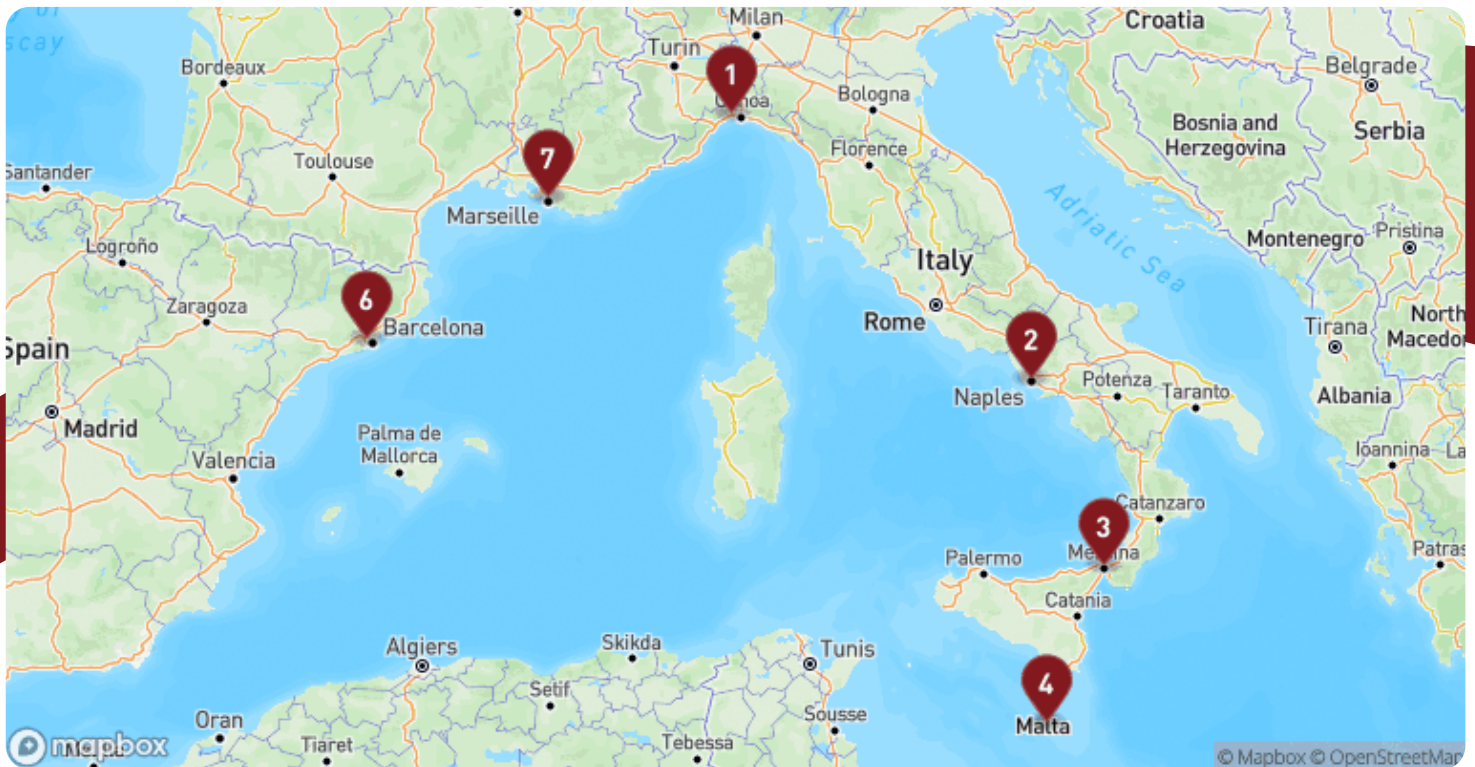 scay
Milan
Croatia
Turin
1
Bordeaux
Belgrade
Bologna
Bosnia and
Herzegovina
Serbia
Florence
7
Toulouse
Santander
Marseille
Adriatic Sea
Logroño
Montenegro
Pristina
Italy
6
Zaragoza
Barcelona
Rome
North
Macedo
Tirana
2
Spain
Naples
Potenza
Taranto
Albania
Madrid
Palma de
Mallorca
Ioannina
La
Valencia
Catanzaro
3
Palermo
Patras
Catania
Algiers
Skikda
Tunis
4
Setif
Malta
Oran
Sousse
Tiaret
Tebessa
mapbox
© Mapbox © OpenStreetMap